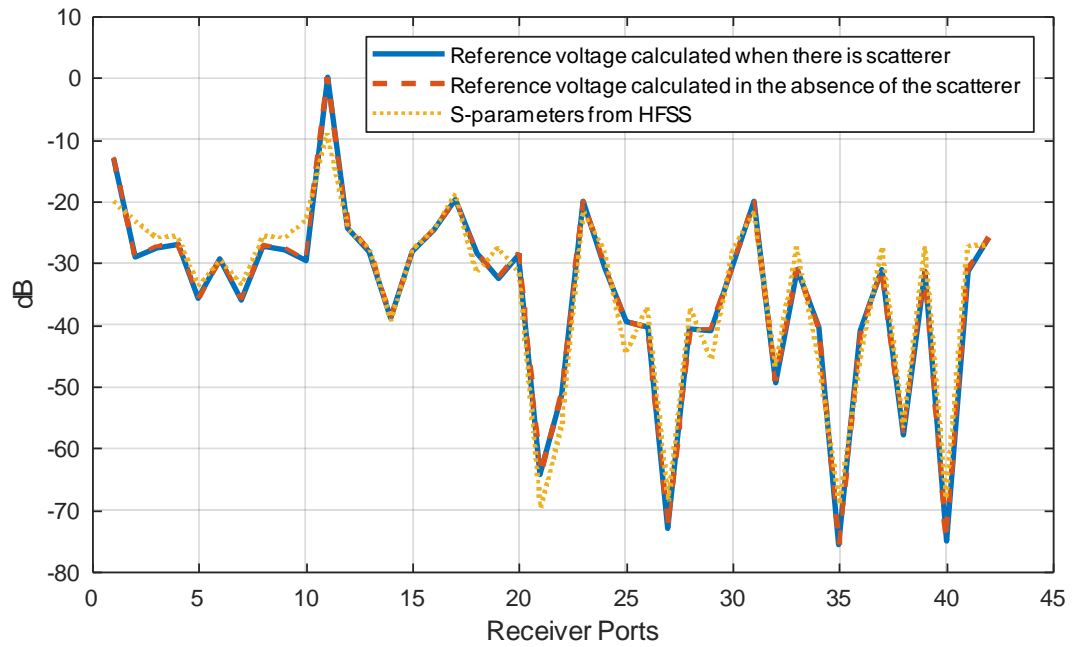 10
0
-10
-20
-30
-40
-50
-60
-70
-80
dB
Reference voltage calculated when there is scatterer
Reference voltage calculated in the absence of the scatterer
S-parameters from HFSS
0 5 10 15 20 25 30 35 40 45
Receiver Ports